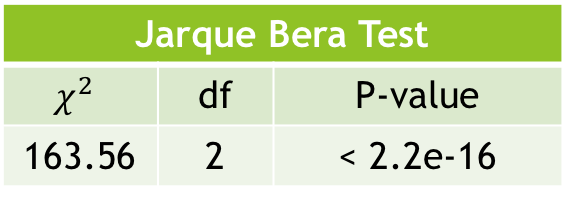 Jarque Bera Test
χ² df P-value
163.56 2 < 2.2e-16